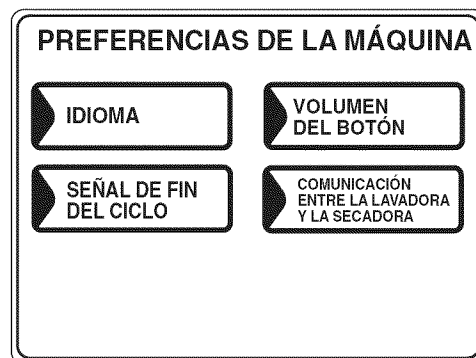 PREFERENCIAS DE LA MÁQUINA
IDIOMA
VOLUMEN
DEL BOTÓN
SEÑAL DE FIN
DEL CICLO
COMUNICACIÓN
ENTRE LA LAVADORA
Y LA SECADORA